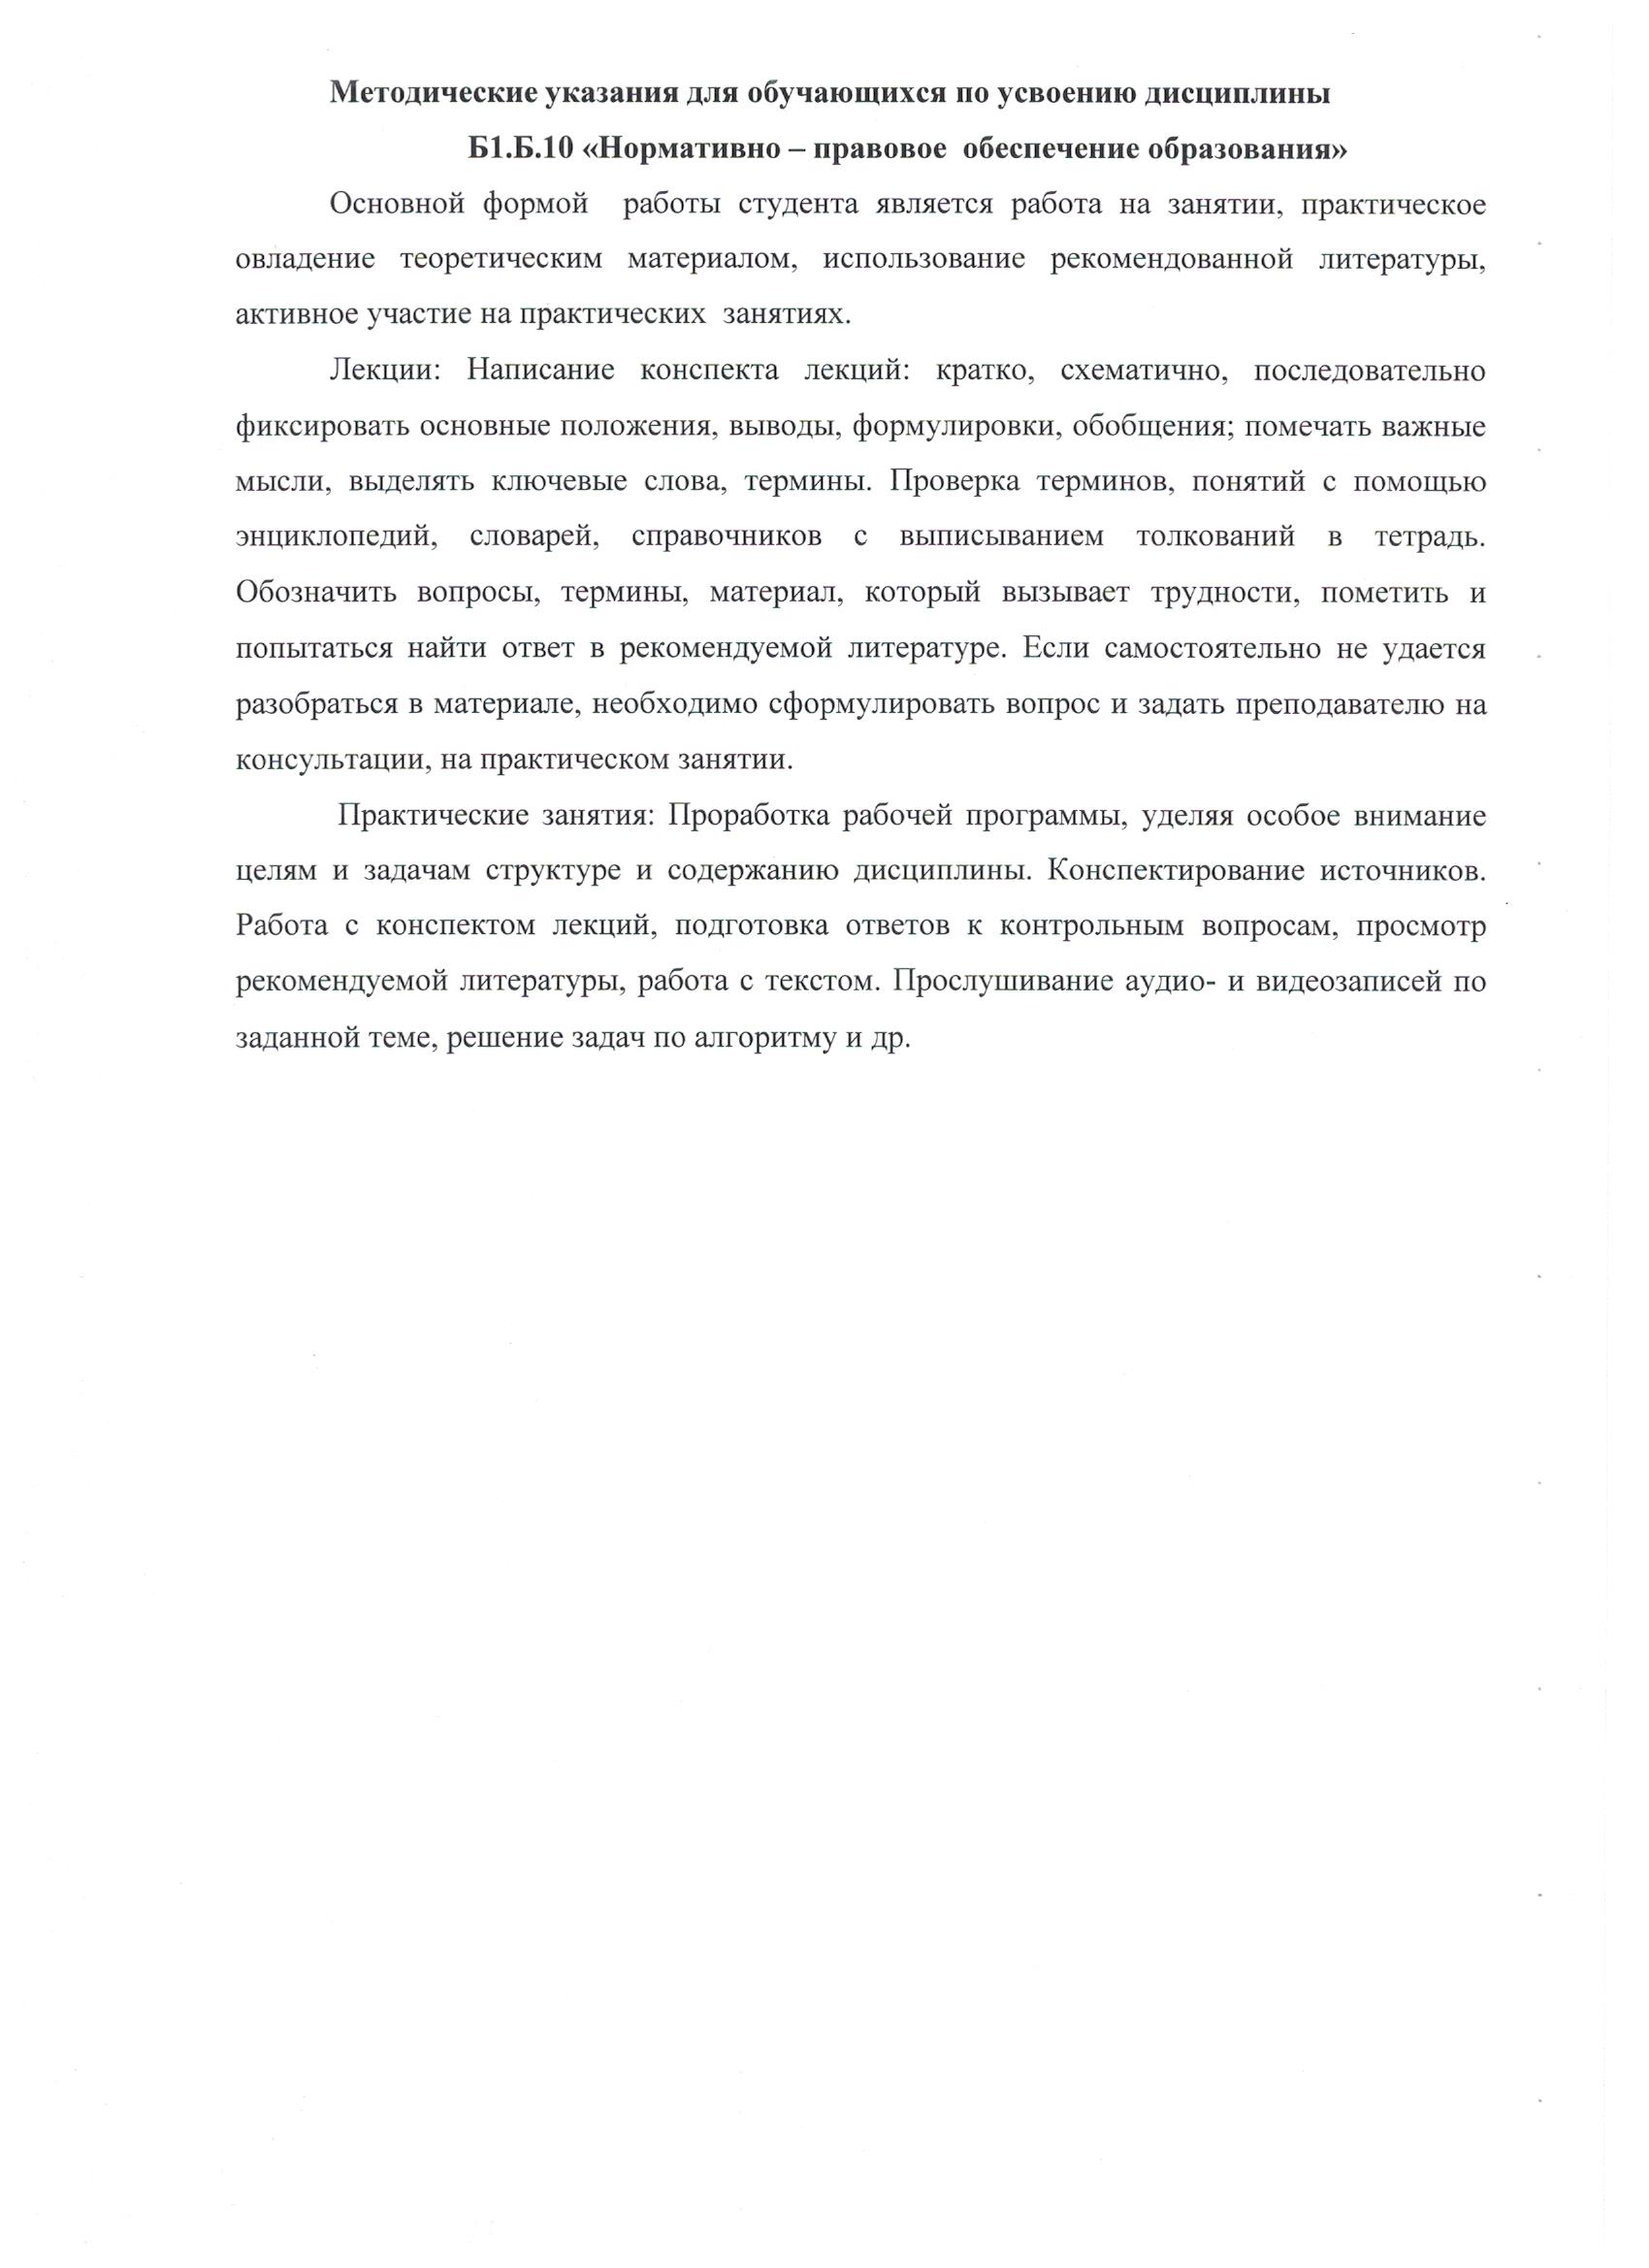 Методические указания для обучающихся по усвоению дисциплины
Б1.Б.10 «Нормативно – правовое  обеспечение образования»
Основной формой  работы студента является работа на занятии, практическое
овладение теоретическим материалом, использование рекомендованной литературы,
активное участие на практических  занятиях.
Лекции: Написание конспекта лекций: кратко, схематично, последовательно
фиксировать основные положения, выводы, формулировки, обобщения; помечать важные
мысли, выделять ключевые слова, термины. Проверка терминов, понятий с помощью
энциклопедий, словарей, справочников с выписыванием толкований в тетрадь.
Обозначить вопросы, термины, материал, который вызывает трудности, пометить и
попытаться найти ответ в рекомендуемой литературе. Если самостоятельно не удается
разобраться в материале, необходимо сформулировать вопрос и задать преподавателю на
консультации, на практическом занятии.
Практические занятия: Проработка рабочей программы, уделяя особое внимание
целям и задачам структуре и содержанию дисциплины. Конспектирование источников.
Работа с конспектом лекций, подготовка ответов к контрольным вопросам, просмотр
рекомендуемой литературы, работа с текстом. Прослушивание аудио- и видеозаписей по
заданной теме, решение задач по алгоритму и др.